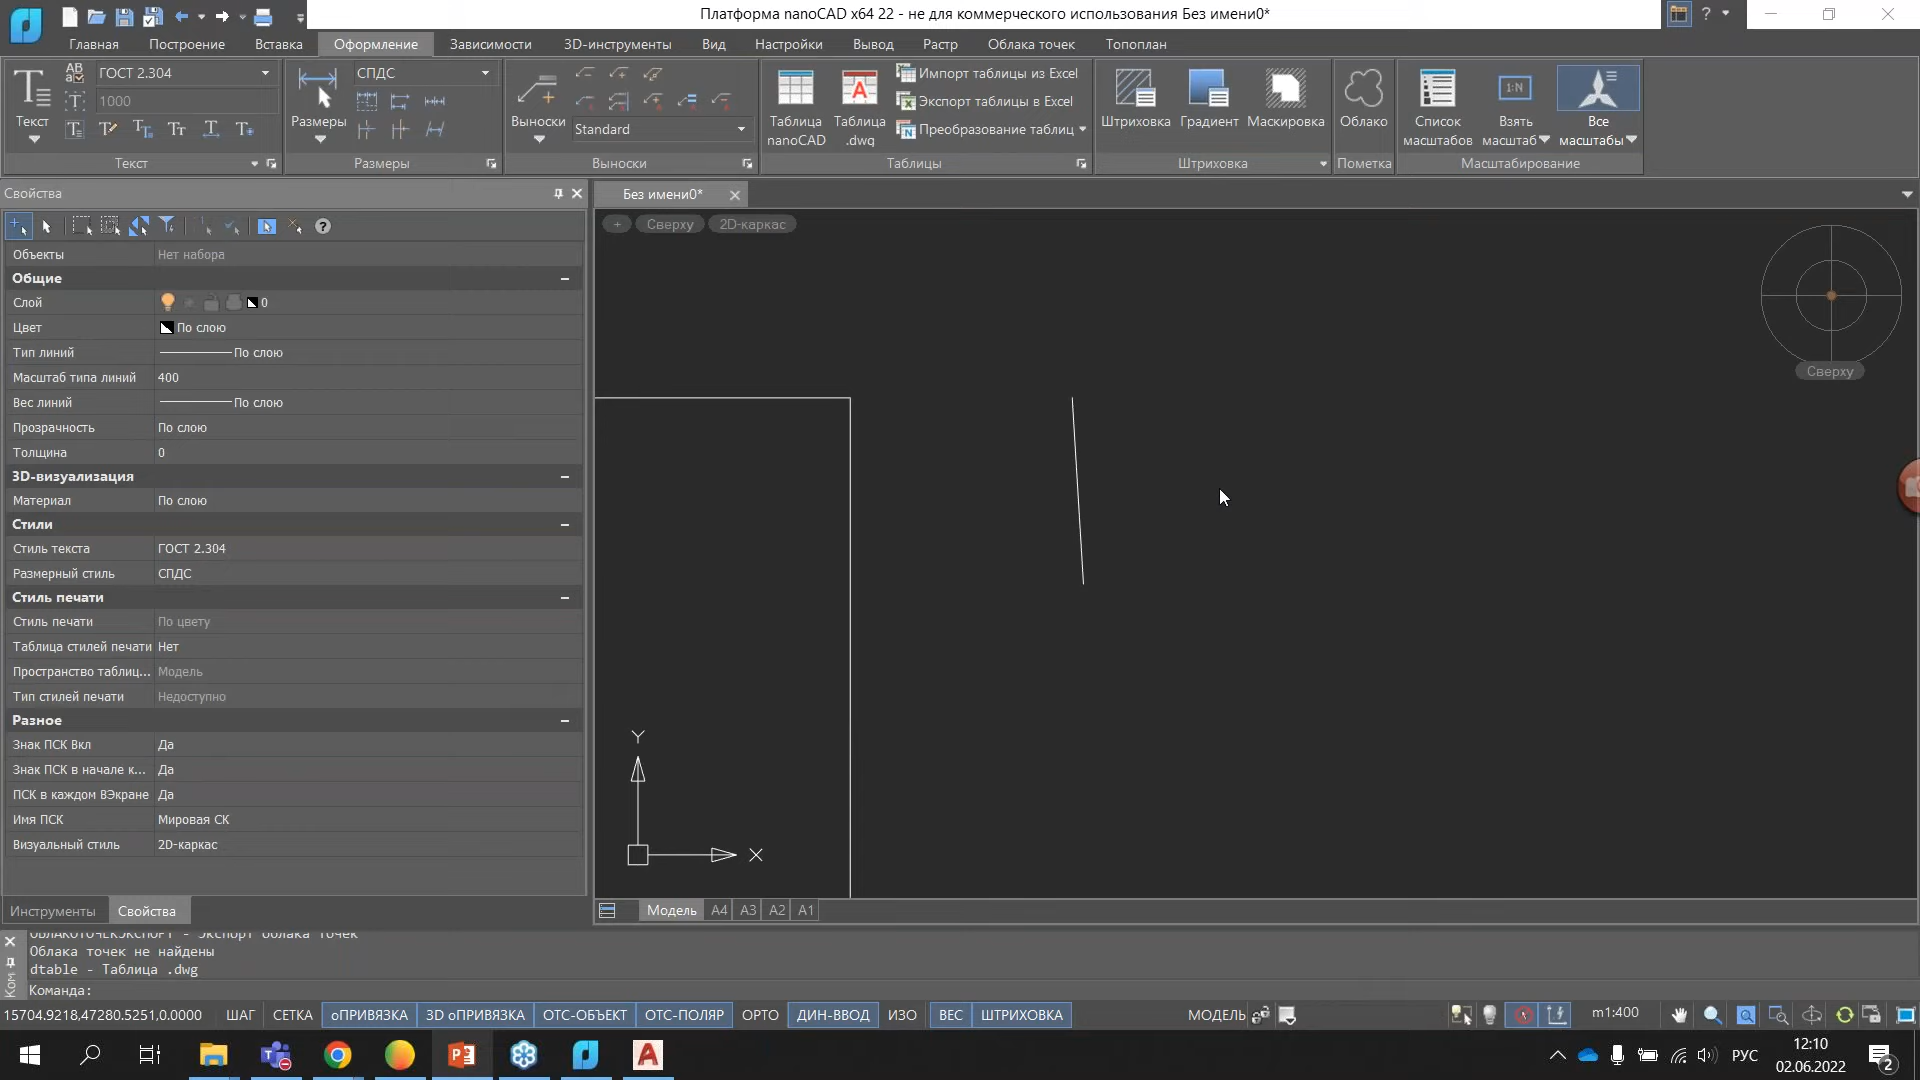 Платформа nanoCAD x64 22 - не для коммерческого использования Без имени0*
Главная
Построение
Вставка
Оформление
Зависимости
3D-инструменты
Вид
Настройки
Вывод
Растр
Облака точек
Топоплан
Текст
ГОСТ 2.304
1000
Размеры
СПДС
Выноски
Standard
Таблица
nanoCAD
Таблица
.dwg
Импорт таблицы из Excel
Экспорт таблицы в Excel
Преобразование таблиц
Штриховка
Градиент
Маскировка
Облако
Список
масштабов
Взять
масштаб
Все
масштабы
Текст
Размеры
Выноски
Таблицы
Штриховка
Пометка
Масштабирование
Свойства
Без имени0*
+
Сверху
2D-каркас
Объекты Нет набора
Общие
Слой 0
Цвет По слою
Тип линий По слою
Масштаб типа линий 400
Вес линий По слою
Прозрачность По слою
Толщина 0
3D-визуализация
Материал По слою
Стили
Стиль текста ГОСТ 2.304
Размерный стиль СПДС
Стиль печати
Стиль печати По цвету
Таблица стилей печати Нет
Пространство таблиц... Модель
Тип стилей печати Недоступно
Разное
Знак ПСК Вкл Да
Знак ПСК в начале к... Да
ПСК в каждом ВЭкране Да
Имя ПСК Мировая СК
Визуальный стиль 2D-каркас
Сверху
Y
X
Инструменты
Свойства
Модель
A4
A3
A2
A1
ОБЛАКОТОЧЕКЭКСПОРТ - Экспорт облака точек
Облака точек не найдены
dtable - Таблица .dwg
Команда:
Ком
15704.9218,47280.5251,0.0000
ШАГ
СЕТКА
оПРИВЯЗКА
3D оПРИВЯЗКА
ОТС-ОБЪЕКТ
ОТС-ПОЛЯР
ОРТО
ДИН-ВВОД
ИЗО
ВЕС
ШТРИХОВКА
МОДЕЛЬ
m1:400
РУС
12:10
02.06.2022
2